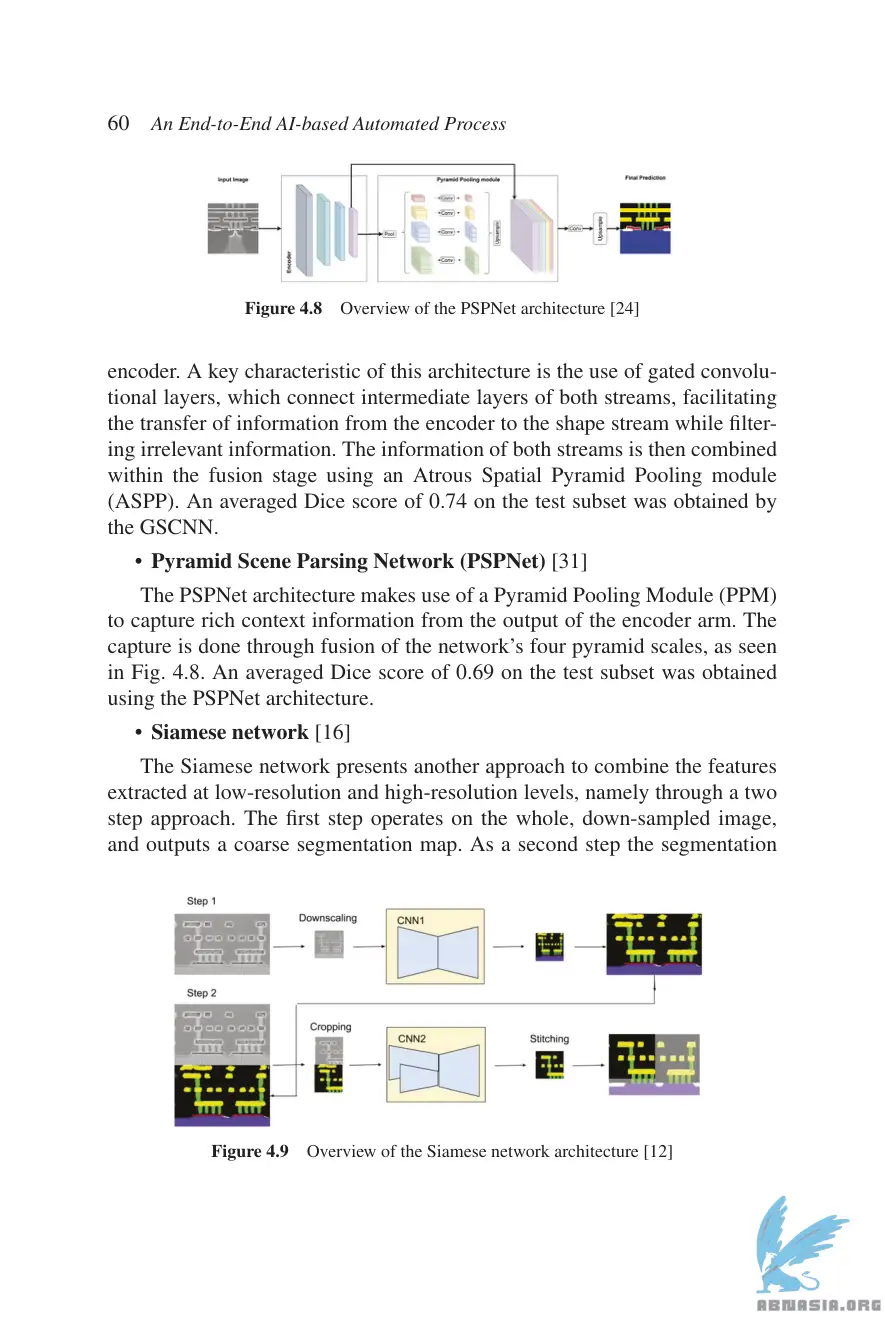 60 An End-to-End AI-based Automated Process
Input Image
Pyramid Pooling module
Final Prediction
Encoder
Pool
Conv
Conv
Conv
Conv
Upsample
Conv
Upsample
Figure 4.8 Overview of the PSPNet architecture [24]
encoder. A key characteristic of this architecture is the use of gated convolu-
tional layers, which connect intermediate layers of both streams, facilitating
the transfer of information from the encoder to the shape stream while filter-
ing irrelevant information. The information of both streams is then combined
within the fusion stage using an Atrous Spatial Pyramid Pooling module
(ASPP). An averaged Dice score of 0.74 on the test subset was obtained by
the GSCNN.
• Pyramid Scene Parsing Network (PSPNet) [31]
The PSPNet architecture makes use of a Pyramid Pooling Module (PPM)
to capture rich context information from the output of the encoder arm. The
capture is done through fusion of the network's four pyramid scales, as seen
in Fig. 4.8. An averaged Dice score of 0.69 on the test subset was obtained
using the PSPNet architecture.
• Siamese network [16]
The Siamese network presents another approach to combine the features
extracted at low-resolution and high-resolution levels, namely through a two
step approach. The first step operates on the whole, down-sampled image,
and outputs a coarse segmentation map. As a second step the segmentation
Step 1
Downscaling
CNN1
Step 2
Cropping
CNN2
Stitching
Figure 4.9 Overview of the Siamese network architecture [12]
ABNASIA.ORG